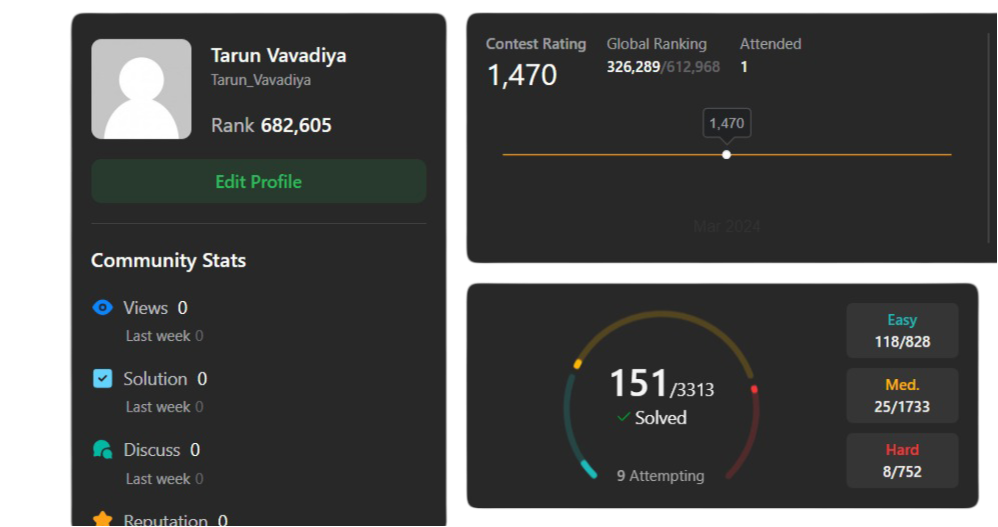 Tarun Vavadiya
Tarun_Vavadiya
Rank 682,605
Edit Profile
Community Stats
Views 0
Last week 0
Solution 0
Last week 0
Discuss 0
Last week 0
Reputation 0
Contest Rating
1,470
Global Ranking
326,289/612,968
Attended
1
1,470
Mar 2024
151/3313
Solved
9 Attempting
Easy
118/828
Med.
25/1733
Hard
8/752